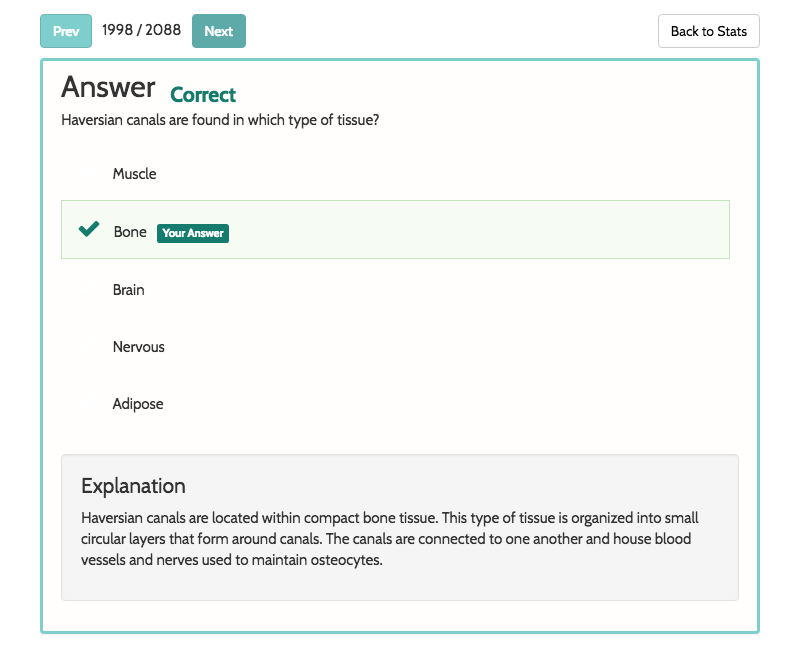 Prev 1998 / 2088 Next Back to Stats
Answer Correct
Haversian canals are found in which type of tissue?
Muscle
Bone Your Answer
Brain
Nervous
Adipose
Explanation
Haversian canals are located within compact bone tissue. This type of tissue is organized into small
circular layers that form around canals. The canals are connected to one another and house blood
vessels and nerves used to maintain osteocytes.